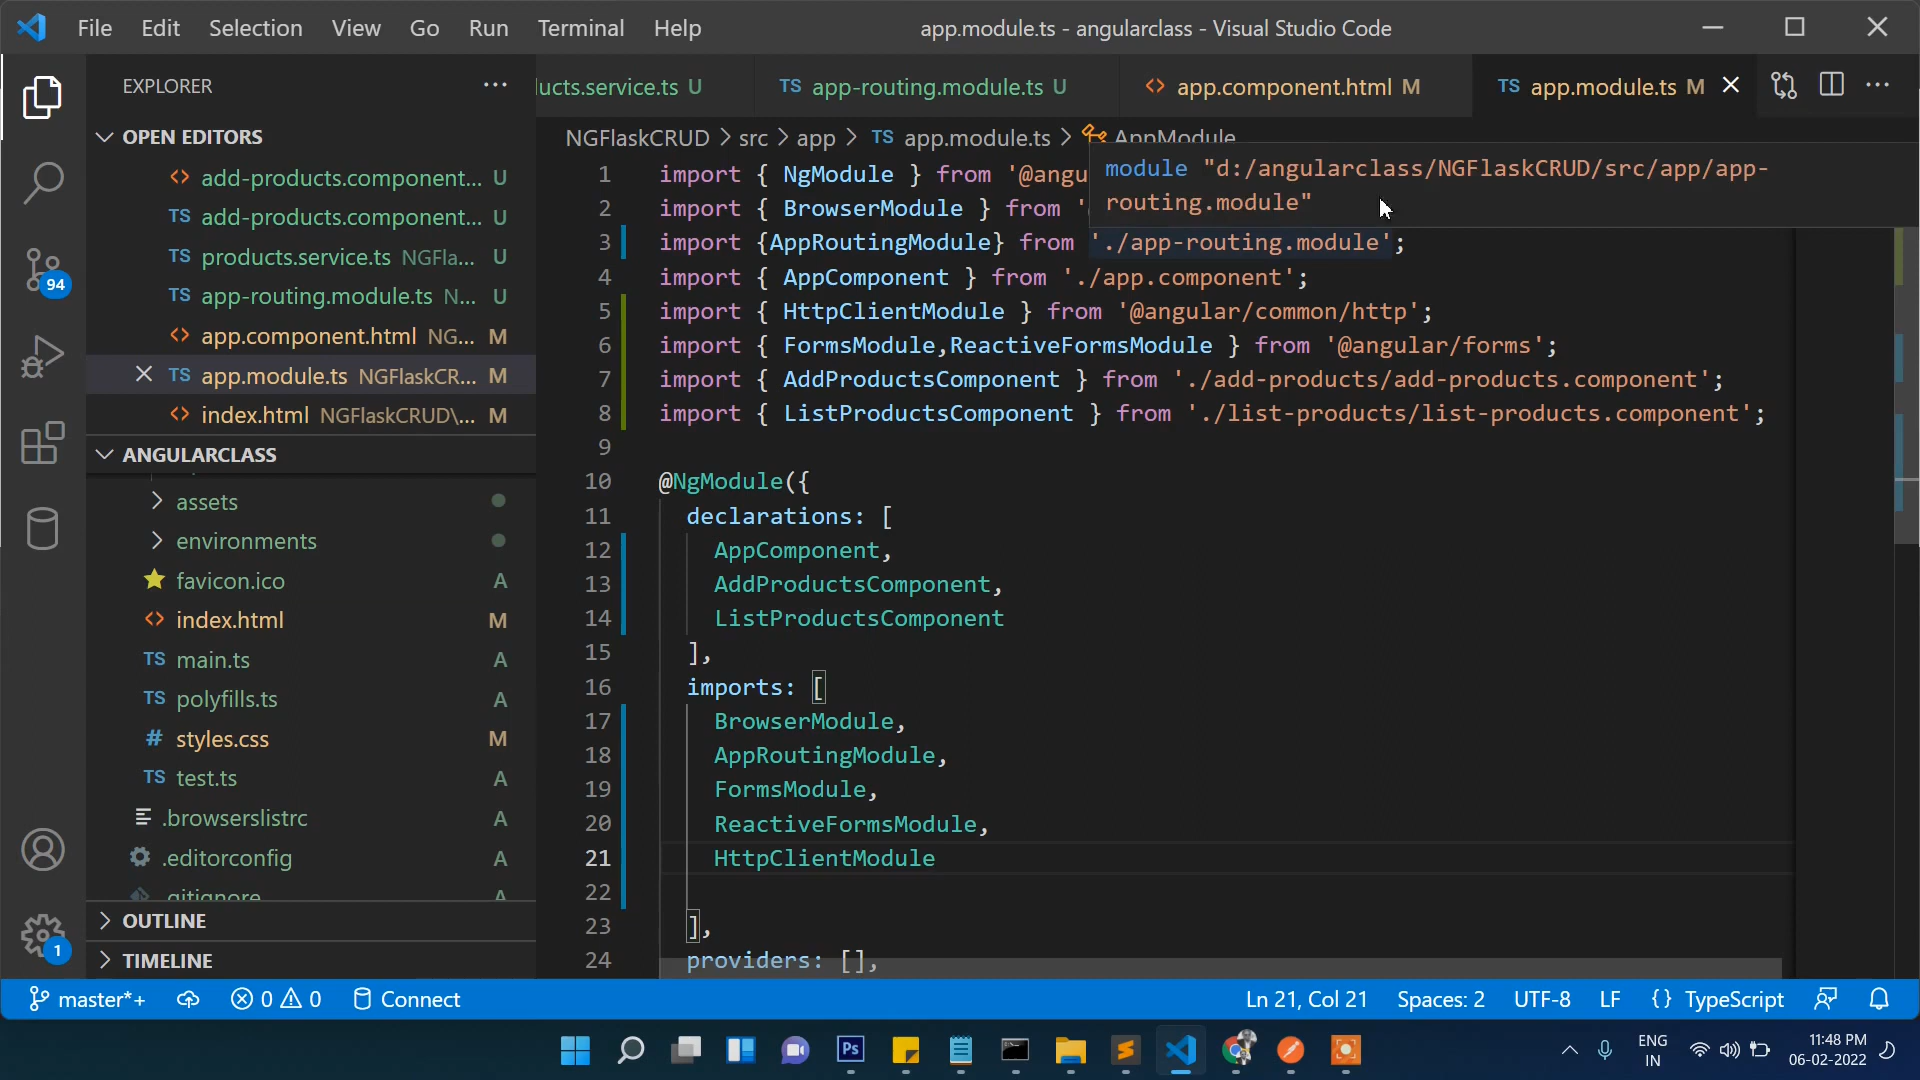 File Edit Selection View Go Run Terminal Help
app.module.ts - angularclass - Visual Studio Code
EXPLORER
OPEN EDITORS
add-products.component... U
TS add-products.component... U
TS products.service.ts NGFla... U
TS app-routing.module.ts N... U
app.component.html NG... M
TS app.module.ts NGFlaskCR... M
index.html NGFlaskCRUD\... M
ANGULARCLASS
assets
environments
favicon.ico A
index.html M
TS main.ts A
TS polyfills.ts A
# styles.css M
TS test.ts A
.browserslistrc A
.editorconfig A
.gitignore A
OUTLINE
TIMELINE
94
1
ucts.service.ts U
TS app-routing.module.ts U
app.component.html M
TS app.module.ts M
NGFlaskCRUD > src > app > TS app.module.ts > AppModule
module "d:/angularclass/NGFlaskCRUD/src/app/app-
routing.module"
1 import { NgModule } from '@angu
2 import { BrowserModule } from '
3 import {AppRoutingModule} from './app-routing.module';
4 import { AppComponent } from './app.component';
5 import { HttpClientModule } from '@angular/common/http';
6 import { FormsModule,ReactiveFormsModule } from '@angular/forms';
7 import { AddProductsComponent } from './add-products/add-products.component';
8 import { ListProductsComponent } from './list-products/list-products.component';
9
10 @NgModule({
11 declarations: [
12 AppComponent,
13 AddProductsComponent,
14 ListProductsComponent
15 ],
16 imports: [
17 BrowserModule,
18 AppRoutingModule,
19 FormsModule,
20 ReactiveFormsModule,
21 HttpClientModule
22
23 ],
24 providers: [],
master*+ 0 0 Connect
Ln 21, Col 21 Spaces: 2 UTF-8 LF {} TypeScript
Ps
ENG
IN
11:48 PM
06-02-2022